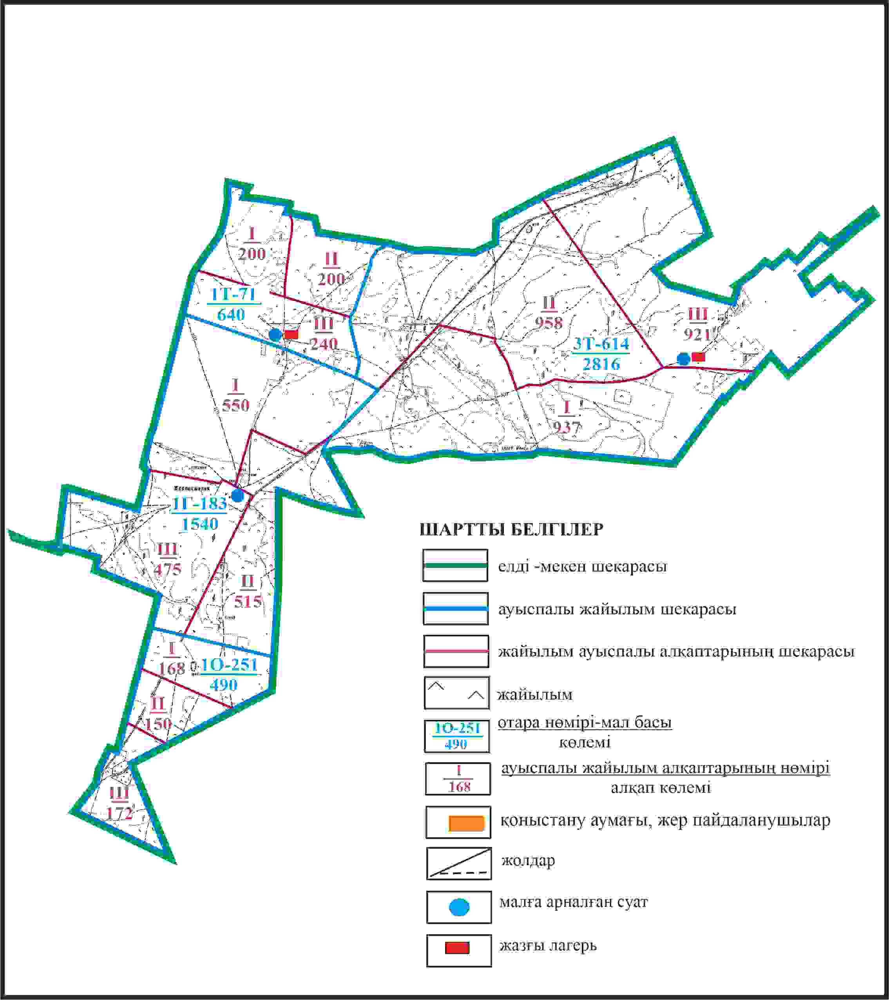 I
200
II
200
1Т-71
640
III
240
II
958
III
921
3Т-614
2816
I
550
I
937
1Г-183
1540
III
475
II
515
I
168
1О-251
490
II
150
III
172
ШАРТТЫ БЕЛГІЛЕР
елді -мекен шекарасы
ауыспалы жайылым шекарасы
жайылым ауыспалы алқаптарының шекарасы
жайылым
1О-251
490
отара нөмірі-мал басы
көлемі
I
168
ауыспалы жайылым алқаптарының нөмірі
алқап көлемі
қоныстану аумағы, жер пайдаланушылар
жолдар
малға арналған суат
жазғы лагерь